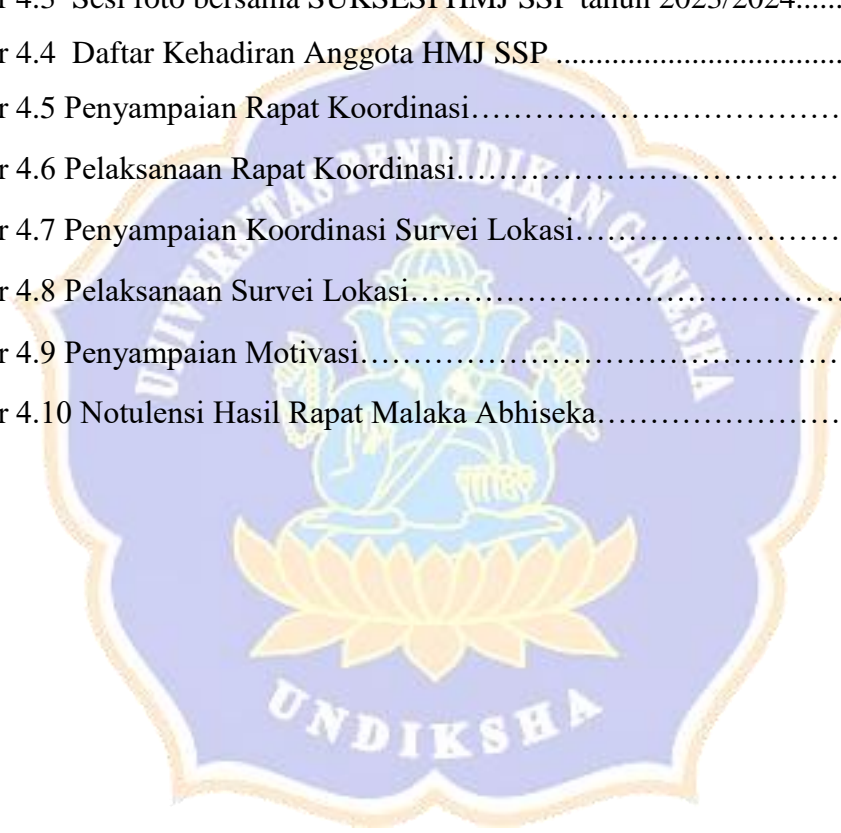 r 4.3 Sesi foto bersama SUKSESI HMJ SSP tahun 2023/2024......
r 4.4 Daftar Kehadiran Anggota HMJ SSP ......................................
r 4.5 Penyampaian Rapat Koordinasi…………………..……………………
r 4.6 Pelaksanaan Rapat Koordinasi…………………………………………
r 4.7 Penyampaian Koordinasi Survei Lokasi………………………
r 4.8 Pelaksanaan Survei Lokasi……………………………………………
r 4.9 Penyampaian Motivasi…………………………………………………
r 4.10 Notulensi Hasil Rapat Malaka Abhiseka……………………
UNIVERSITAS PENDIDIKAN GANESHA
UNDIKSHA